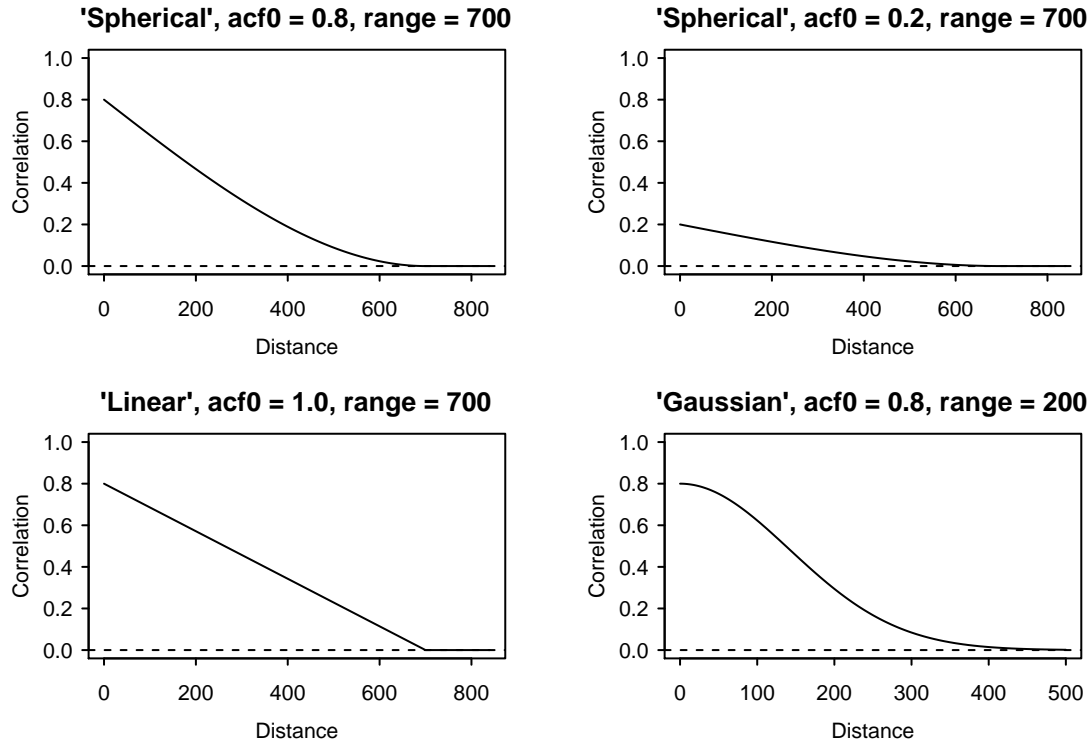 'Spherical', acf0 = 0.8, range = 700
1.0
0.8
0.6
0.4
0.2
0.0
Correlation
0 200 400 600 800
Distance
'Spherical', acf0 = 0.2, range = 700
1.0
0.8
0.6
0.4
0.2
0.0
Correlation
0 200 400 600 800
Distance
'Linear', acf0 = 1.0, range = 700
1.0
0.8
0.6
0.4
0.2
0.0
Correlation
0 200 400 600 800
Distance
'Gaussian', acf0 = 0.8, range = 200
1.0
0.8
0.6
0.4
0.2
0.0
Correlation
0 100 200 300 400 500
Distance